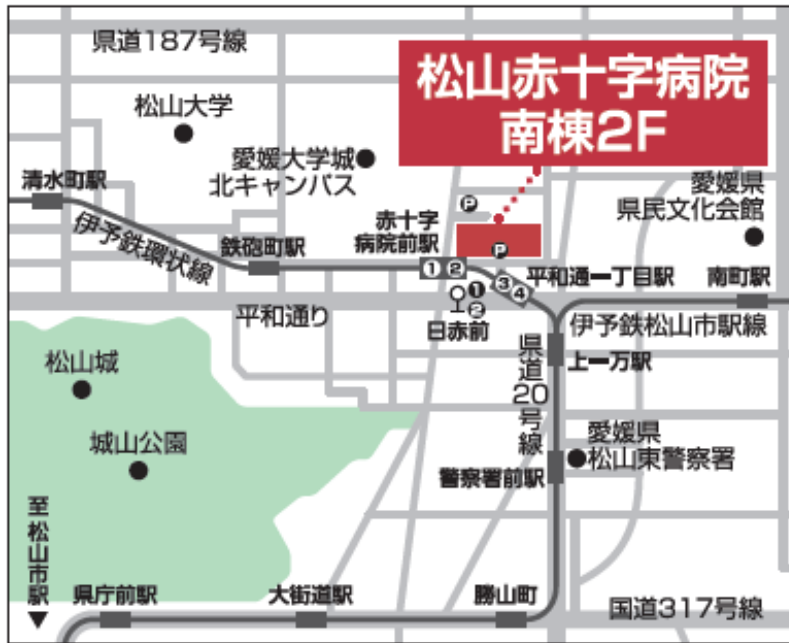 県道187号線
松山赤十字病院
南棟2F
松山大学
愛媛大学城
北キャンバス
清水町駅
愛媛県
県民文化会館
P
赤十字
病院前駅
伊予鉄環状線
鉄砲町駅
P
① ②
③ ④
平和通一丁目駅
南町駅
❶
②
平和通り
日赤前
伊予鉄松山市駅線
県道20号線
上一万駅
松山城
城山公園
愛媛県
松山東警察署
警察署前駅
至松山市駅
県庁前駅
大街道駅
勝山町
国道317号線